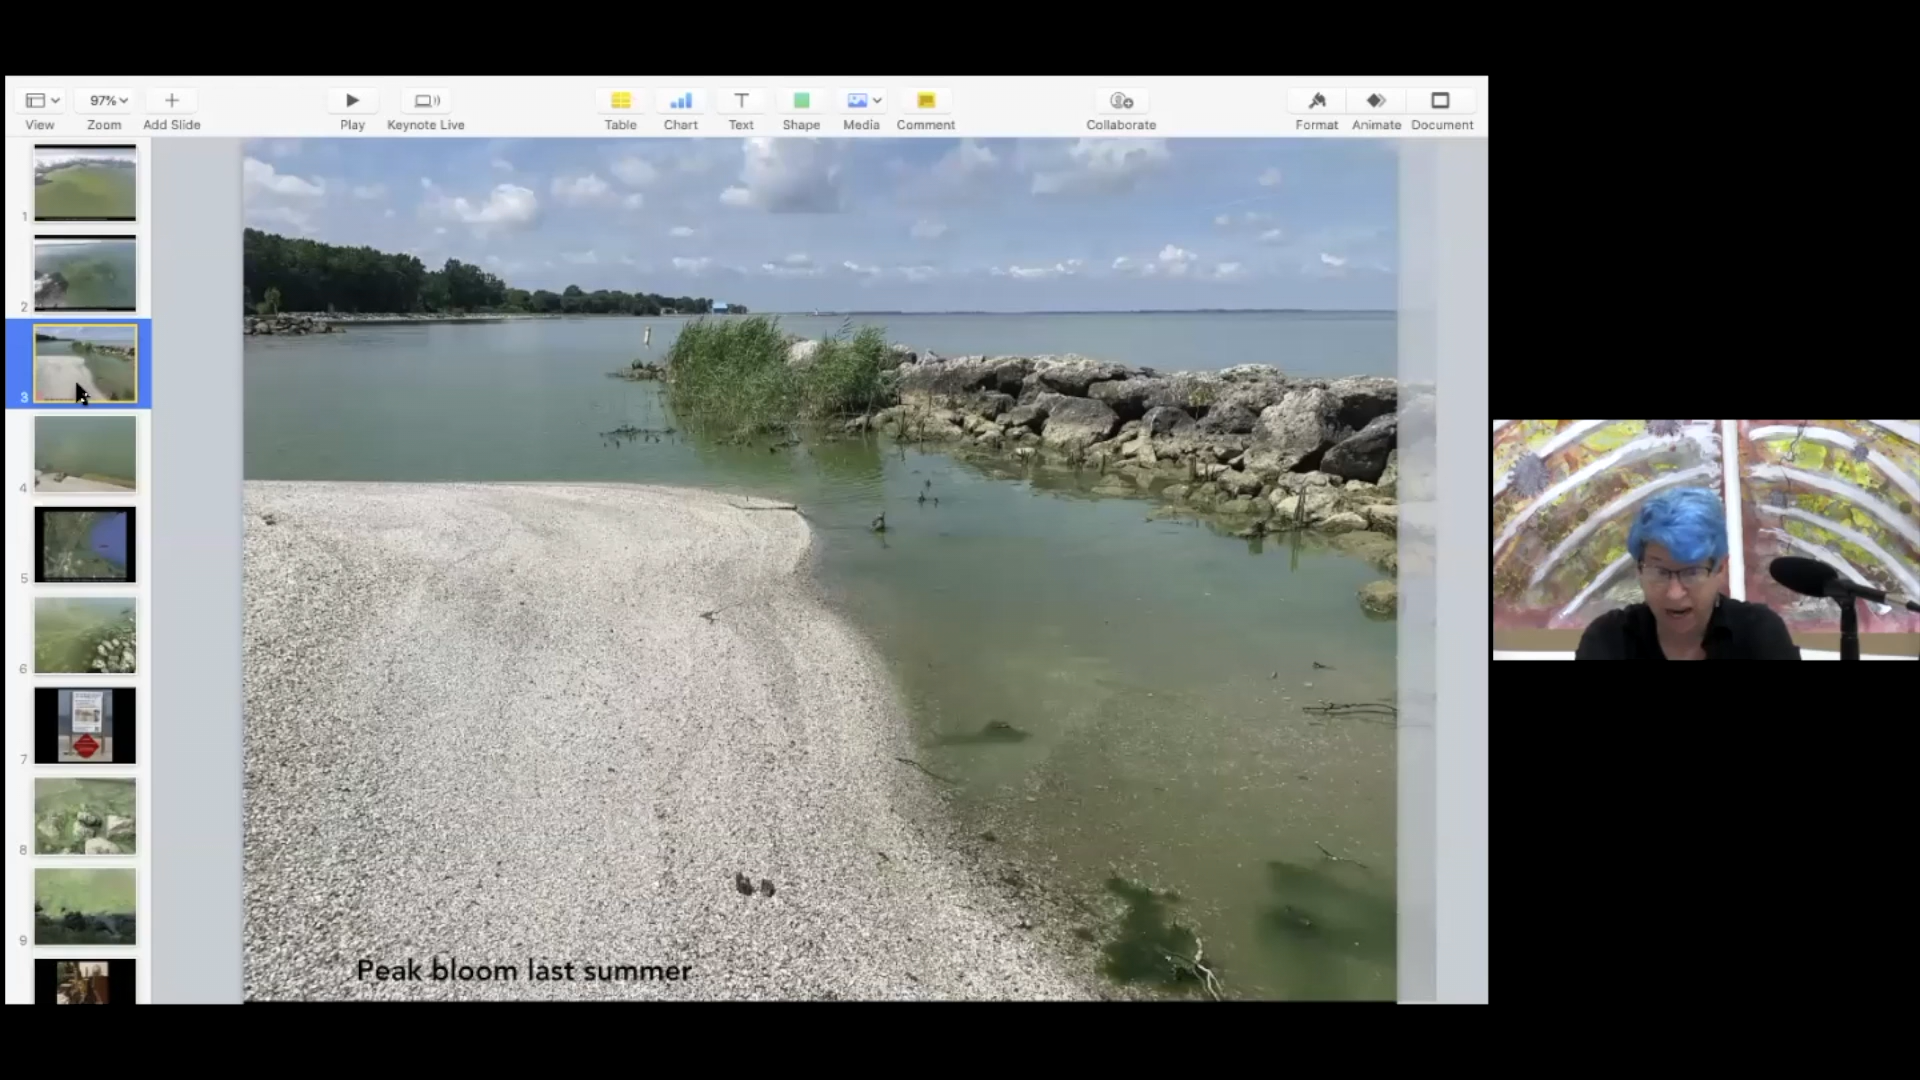 97%
View
Zoom
Add Slide
Play
Keynote Live
Table
Chart
Text
Shape
Media
Comment
Collaborate
Format
Animate
Document
1
2
3
4
5
6
7
8
9
Peak bloom last summer